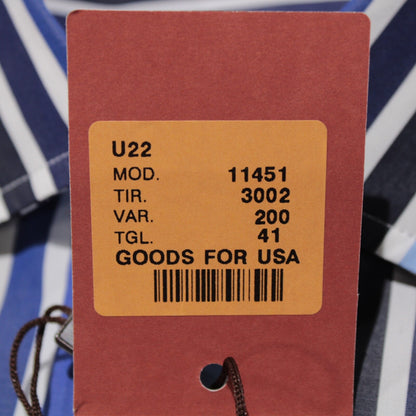 U22
MOD. 11451
TIR. 3002
VAR. 200
TGL. 41
GOODS FOR USA